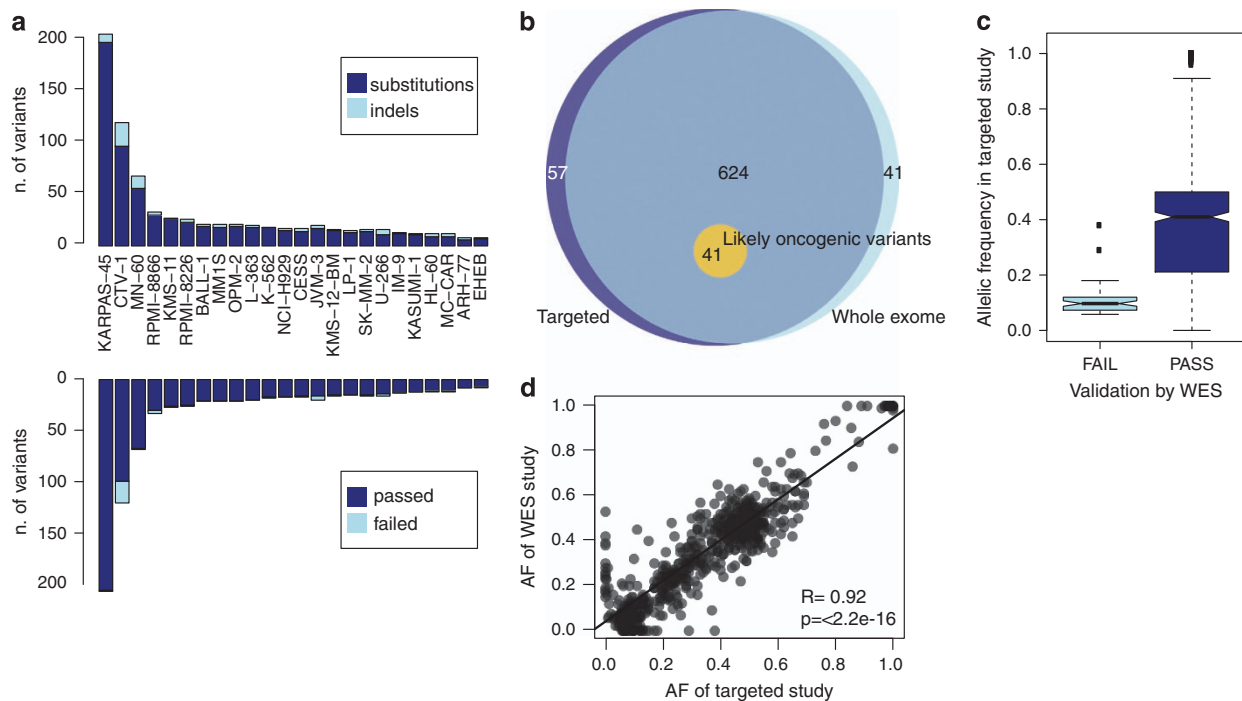 a
n. of variants
200
150
100
50
0
substitutions
indels
KARPAS-45
CTV-1
MN-60
RPMI-8866
KMS-11
RPMI-8226
BALL-1
MM1S
OPM-2
L-363
K-562
NCI-H929
CESS
JVM-3
KMS-12-BM
LP-1
SK-MM-2
U-266
IM-9
KASUMI-1
HL-60
MC-CAR
ARH-77
EHEB
n. of variants
0
50
100
150
200
passed
failed
b
57
624
41
Likely oncogenic variants
41
Targeted
Whole exome
c
Allelic frequency in targeted study
1.0
0.8
0.6
0.4
0.2
0.0
FAIL
PASS
Validation by WES
d
AF of WES study
1.0
0.8
0.6
0.4
0.2
0.0
R= 0.92
p=<2.2e-16
0.0 0.2 0.4 0.6 0.8 1.0
AF of targeted study